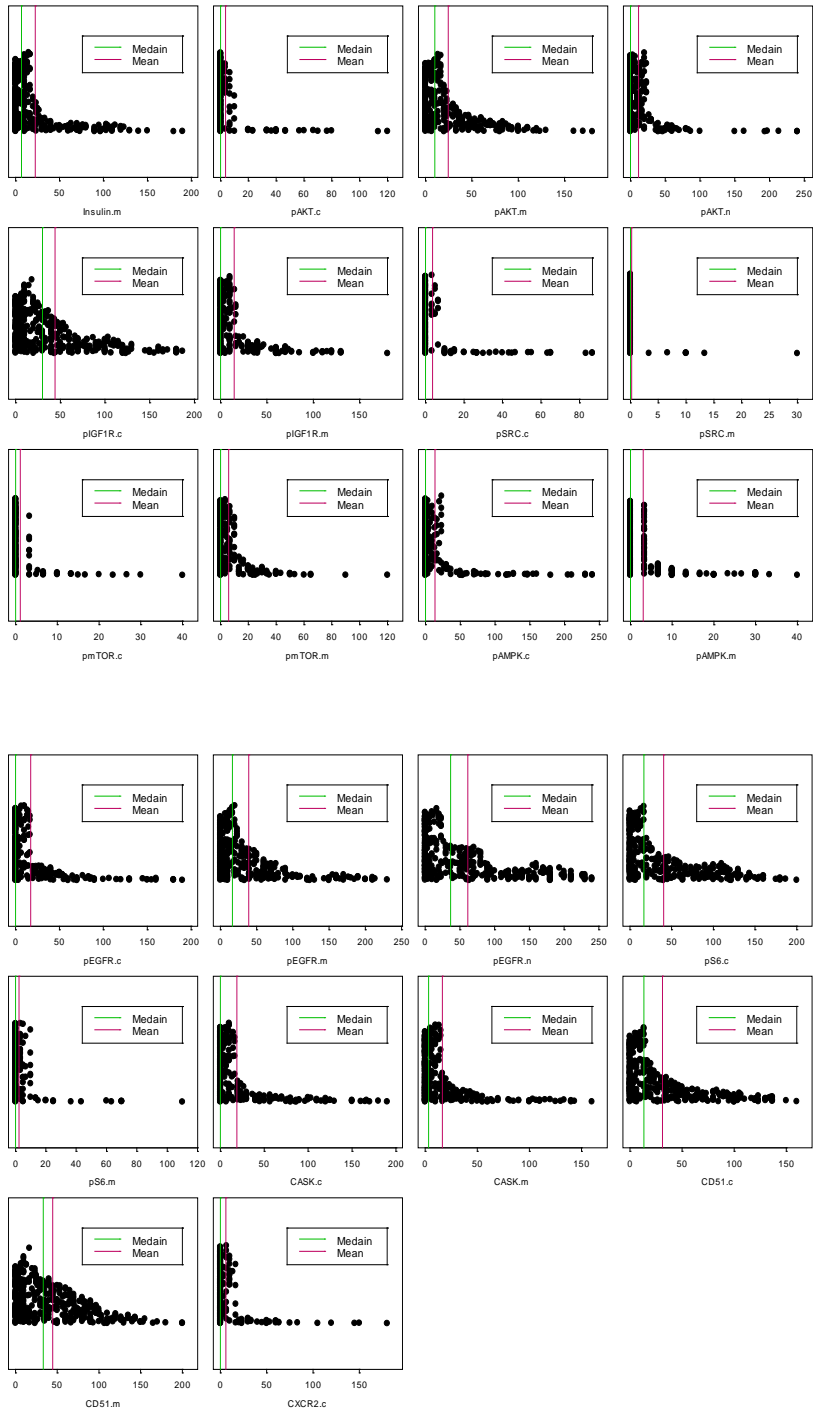 Medain
Mean
0 50 100 150 200
Insulin.m
Medain
Mean
0 20 40 60 80 100 120
pAKT.c
Medain
Mean
0 50 100 150
pAKT.m
Medain
Mean
0 50 100 150 200 250
pAKT.n
Medain
Mean
0 50 100 150 200
pIGF1R.c
Medain
Mean
0 50 100 150
pIGF1R.m
Medain
Mean
0 20 40 60 80
pSRC.c
Medain
Mean
0 5 10 15 20 25 30
pSRC.m
Medain
Mean
0 10 20 30 40
pmTOR.c
Medain
Mean
0 20 40 60 80 100 120
pmTOR.m
Medain
Mean
0 50 100 150 200 250
pAMPK.c
Medain
Mean
0 10 20 30 40
pAMPK.m
Medain
Mean
0 50 100 150 200
pEGFR.c
Medain
Mean
0 50 100 150 200 250
pEGFR.m
Medain
Mean
0 50 100 150 200 250
pEGFR.n
Medain
Mean
0 50 100 150 200
pS6.c
Medain
Mean
0 20 40 60 80 100 120
pS6.m
Medain
Mean
0 50 100 150 200
CASK.c
Medain
Mean
0 50 100 150
CASK.m
Medain
Mean
0 50 100 150
CD51.c
Medain
Mean
0 50 100 150 200
CD51.m
Medain
Mean
0 50 100 150
CXCR2.c